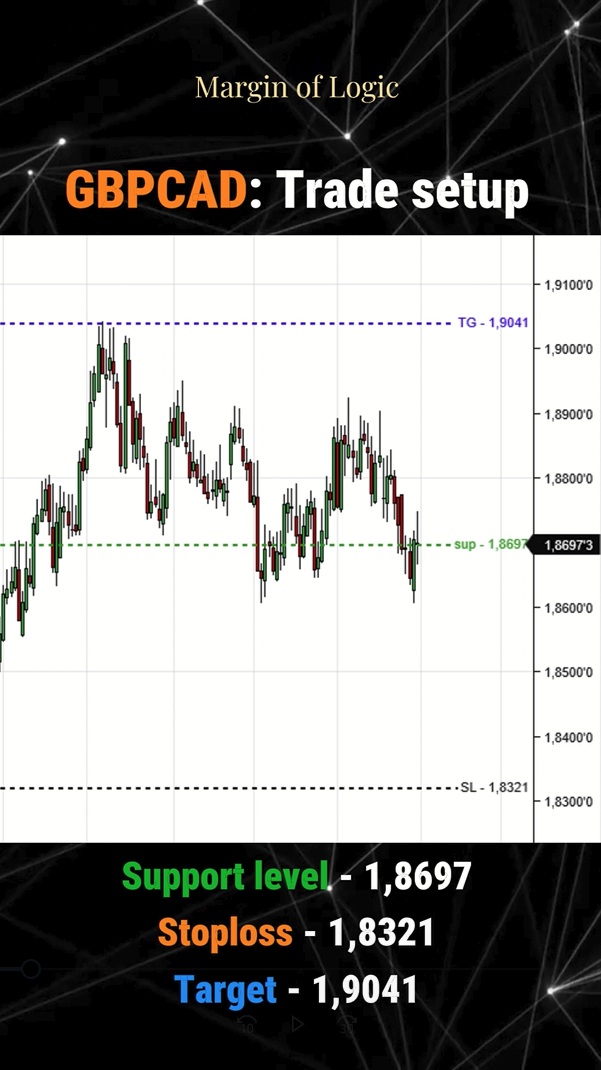 Margin of Logic
GBPCAD: Trade setup
1,9100'0
TG - 1,9041
1,9000'0
1,8900'0
1,8800'0
sup - 1,8697
1,8697'3
1,8600'0
1,8500'0
1,8400'0
SL - 1,8321
1,8300'0
Support level - 1,8697
Stoploss - 1,8321
Target - 1,9041